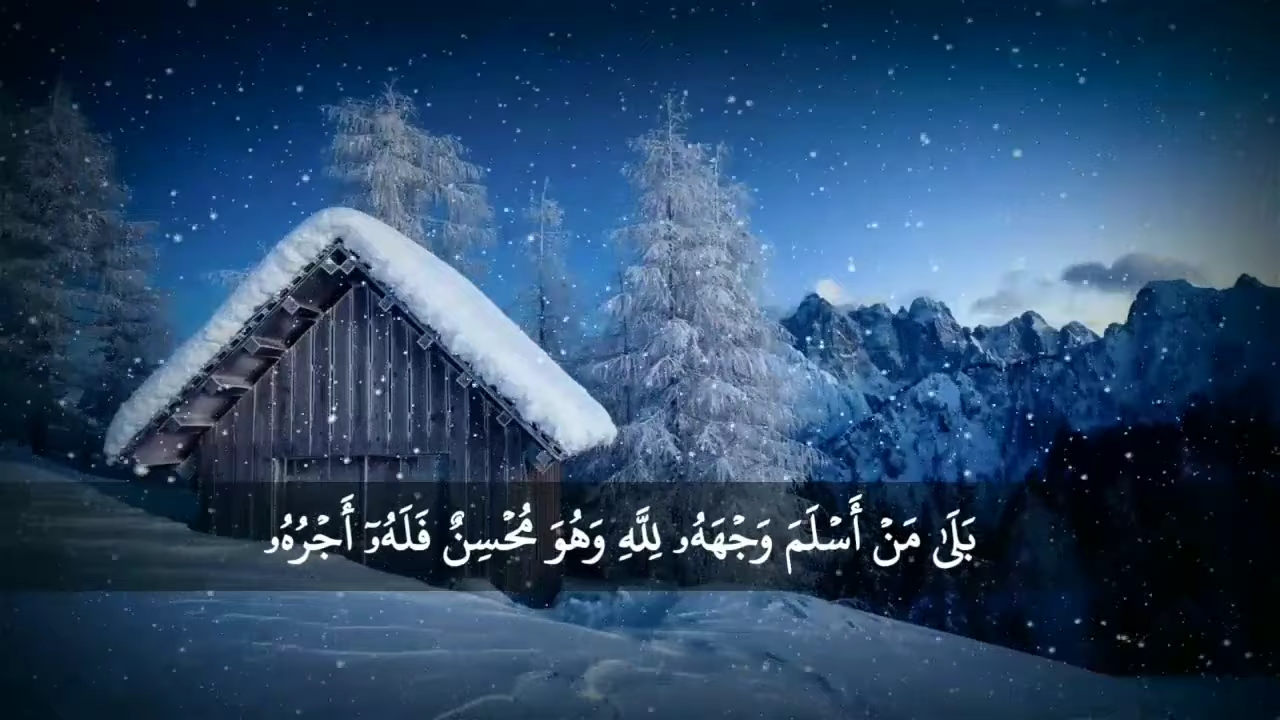 بَلَىٰ مَنۡ أَسۡلَمَ وَجۡهَهُۥ لِلَّهِ وَهُوَ مُحۡسِنٞ فَلَهُۥٓ أَجۡرُهُۥ